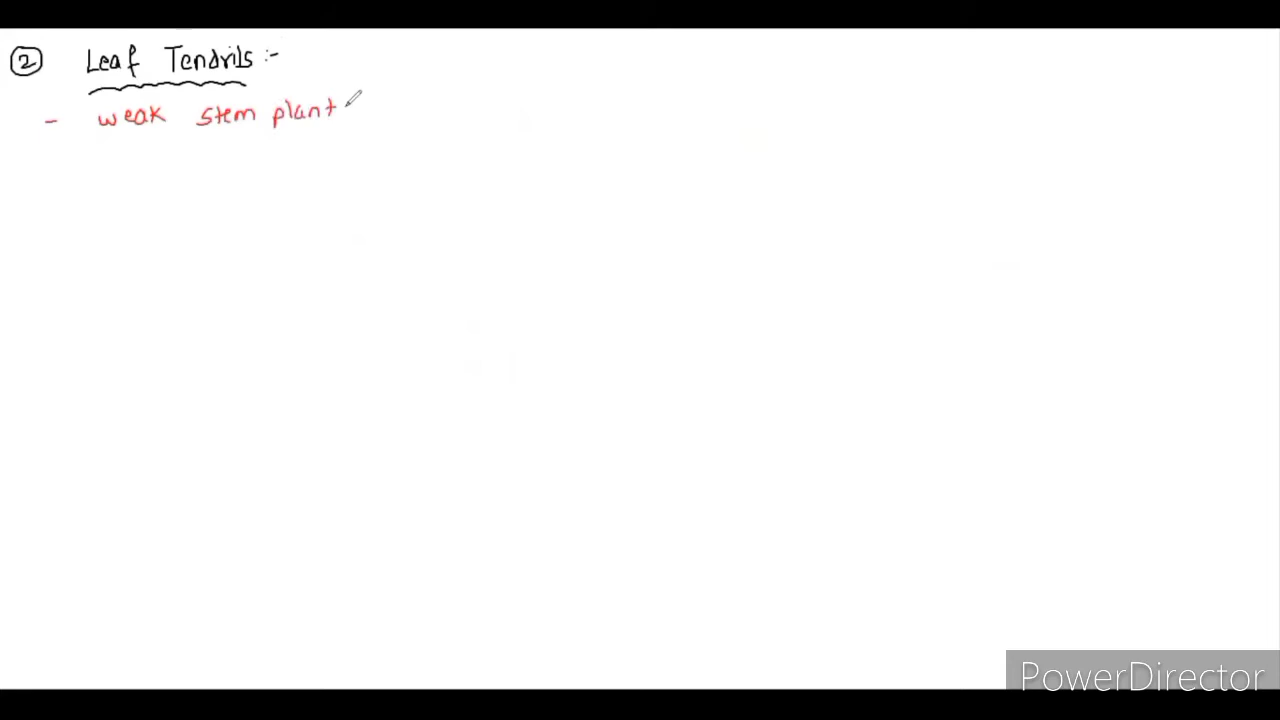 ② Leaf Tendrils :-
- weak stem plant
PowerDirector